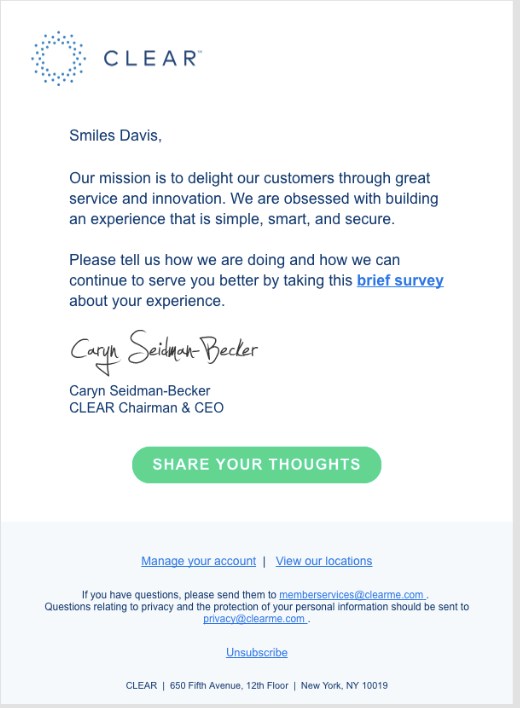 CLEAR™
Smiles Davis,
Our mission is to delight our customers through great
service and innovation. We are obsessed with building
an experience that is simple, smart, and secure.
Please tell us how we are doing and how we can
continue to serve you better by taking this brief survey
about your experience.
Caryn Seidman-Becker
Caryn Seidman-Becker
CLEAR Chairman & CEO
SHARE YOUR THOUGHTS
Manage your account | View our locations
If you have questions, please send them to memberservices@clearme.com .
Questions relating to privacy and the protection of your personal information should be sent to
privacy@clearme.com .
Unsubscribe
CLEAR | 650 Fifth Avenue, 12th Floor | New York, NY 10019